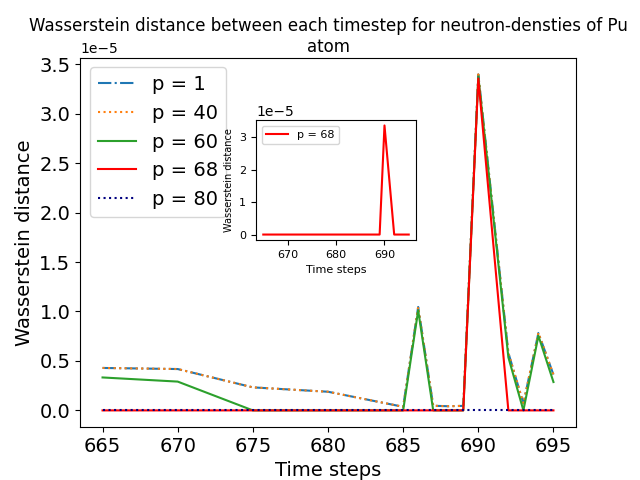 Wasserstein distance between each timestep for neutron-densties of Pu
atom
1e−5
3.5
3.0
2.5
2.0
1.5
1.0
0.5
0.0
Wasserstein distance
p = 1
p = 40
p = 60
p = 68
p = 80
1e−5
p = 68
3
2
1
0
Wasserstein distance
670 680 690
Time steps
665 670 675 680 685 690 695
Time steps